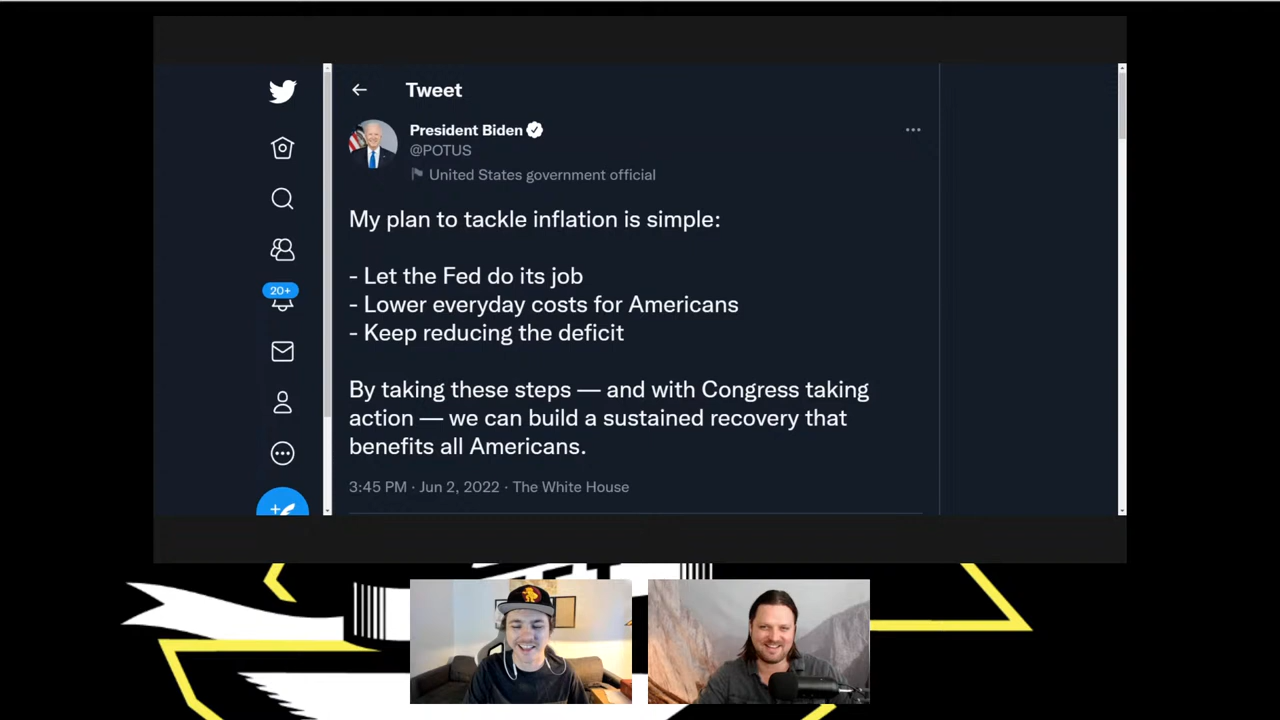 Tweet
President Biden
@POTUS
United States government official
My plan to tackle inflation is simple:
- Let the Fed do its job
- Lower everyday costs for Americans
- Keep reducing the deficit
20+
By taking these steps — and with Congress taking
action — we can build a sustained recovery that
benefits all Americans.
3:45 PM · Jun 2, 2022 · The White House